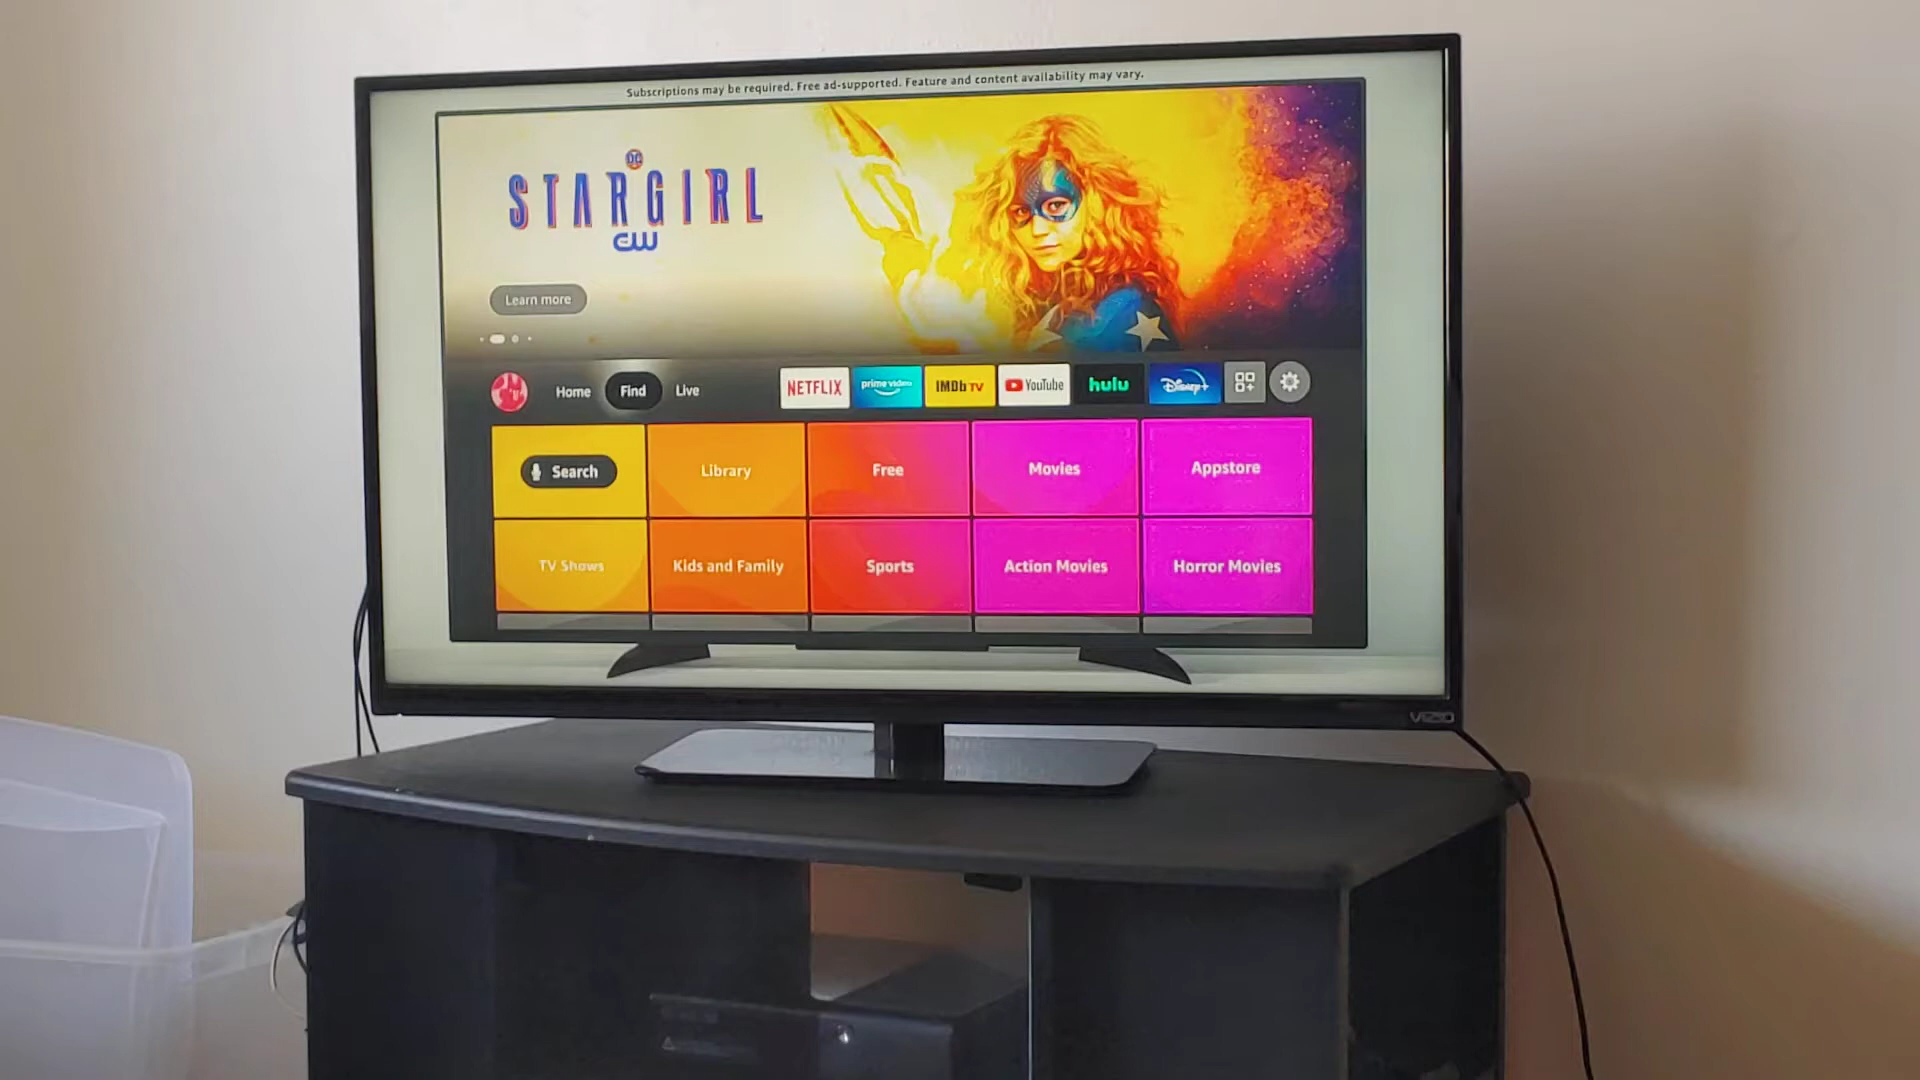 Subscriptions may be required. Free ad-supported. Feature and content availability may vary.
DC
STARGIRL
CW
Learn more
Home Find Live NETFLIX prime video IMDb TV YouTube hulu Disney+
Search Library Free Movies Appstore
TV Shows Kids and Family Sports Action Movies Horror Movies
VIZIO